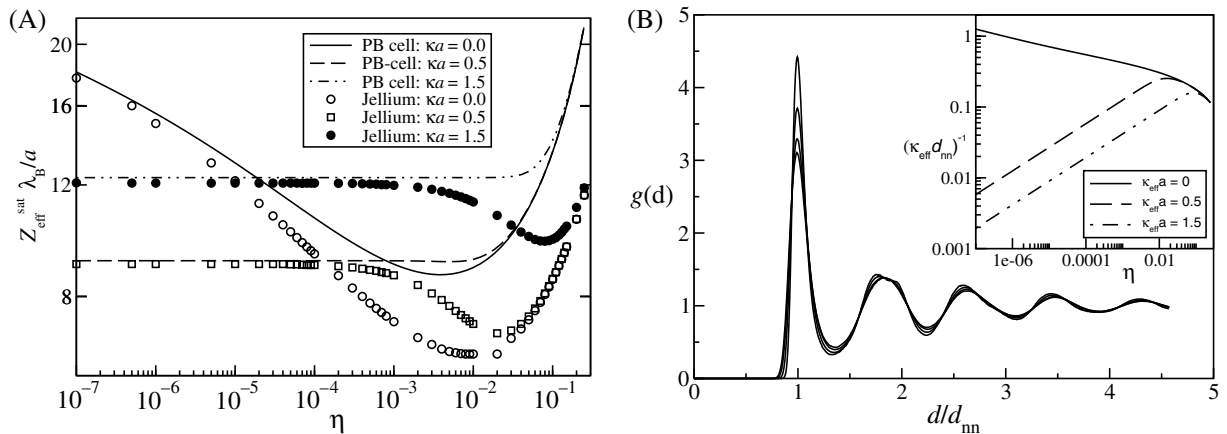 (A)
20
16
12
8
Z_eff^sat λ_B/a
PB cell: κa = 0.0
PB-cell: κa = 0.5
PB cell: κa = 1.5
Jellium: κa = 0.0
Jellium: κa = 0.5
Jellium: κa = 1.5
10^-7 10^-6 10^-5 10^-4 10^-3 10^-2 10^-1
η
(B)
5
4
3
2
1
0
g(d)
0 1 2 3 4 5
d/d_nn
1
0.1
0.01
0.001
(κ_eff d_nn)^-1
κ_eff a = 0
κ_eff a = 0.5
κ_eff a = 1.5
1e-06 0.0001 0.01
η